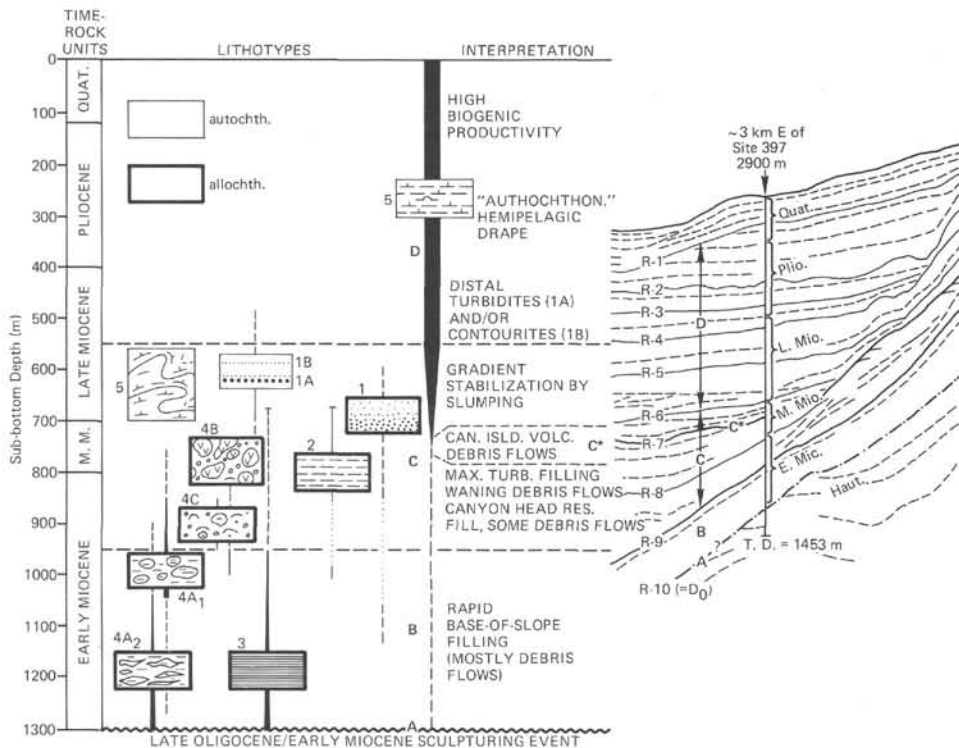 TIME-
ROCK
UNITS
LITHOTYPES
INTERPRETATION
Sub-bottom Depth (m)
0
100
200
300
400
500
600
700
800
900
1000
1100
1200
1300
QUAT.
PLIOCENE
LATE MIOCENE
M. M.
EARLY MIOCENE
autochth.
allochth.
5
1B
1A
5
1
4B
2
4C
4A1
4A2
3
HIGH
BIOGENIC
PRODUCTIVITY
"AUTHOCHTHON."
HEMIPELAGIC
DRAPE
D
DISTAL
TURBIDITES (1A)
AND/OR
CONTOURITES (1B)
GRADIENT
STABILIZATION BY
SLUMPING
CAN. ISLD. VOLC.
DEBRIS FLOWS
C*
C
MAX. TURB. FILLING
WANING DEBRIS FLOWS
CANYON HEAD RES.
FILL, SOME DEBRIS FLOWS
B
RAPID
BASE-OF-SLOPE
FILLING
(MOSTLY DEBRIS
FLOWS)
A
LATE OLIGOCENE/EARLY MIOCENE SCULPTURING EVENT
~3 km E of
Site 397
2900 m
Quat.
R-1
Plio.
R-2
R-3
D
R-4
L. Mio.
R-5
R-6
M. Mio.
R-7
C*
C
E. Mic.
R-8
Haut.
B
R-9
A
?
T. D. = 1453 m
R-10 (=D0)